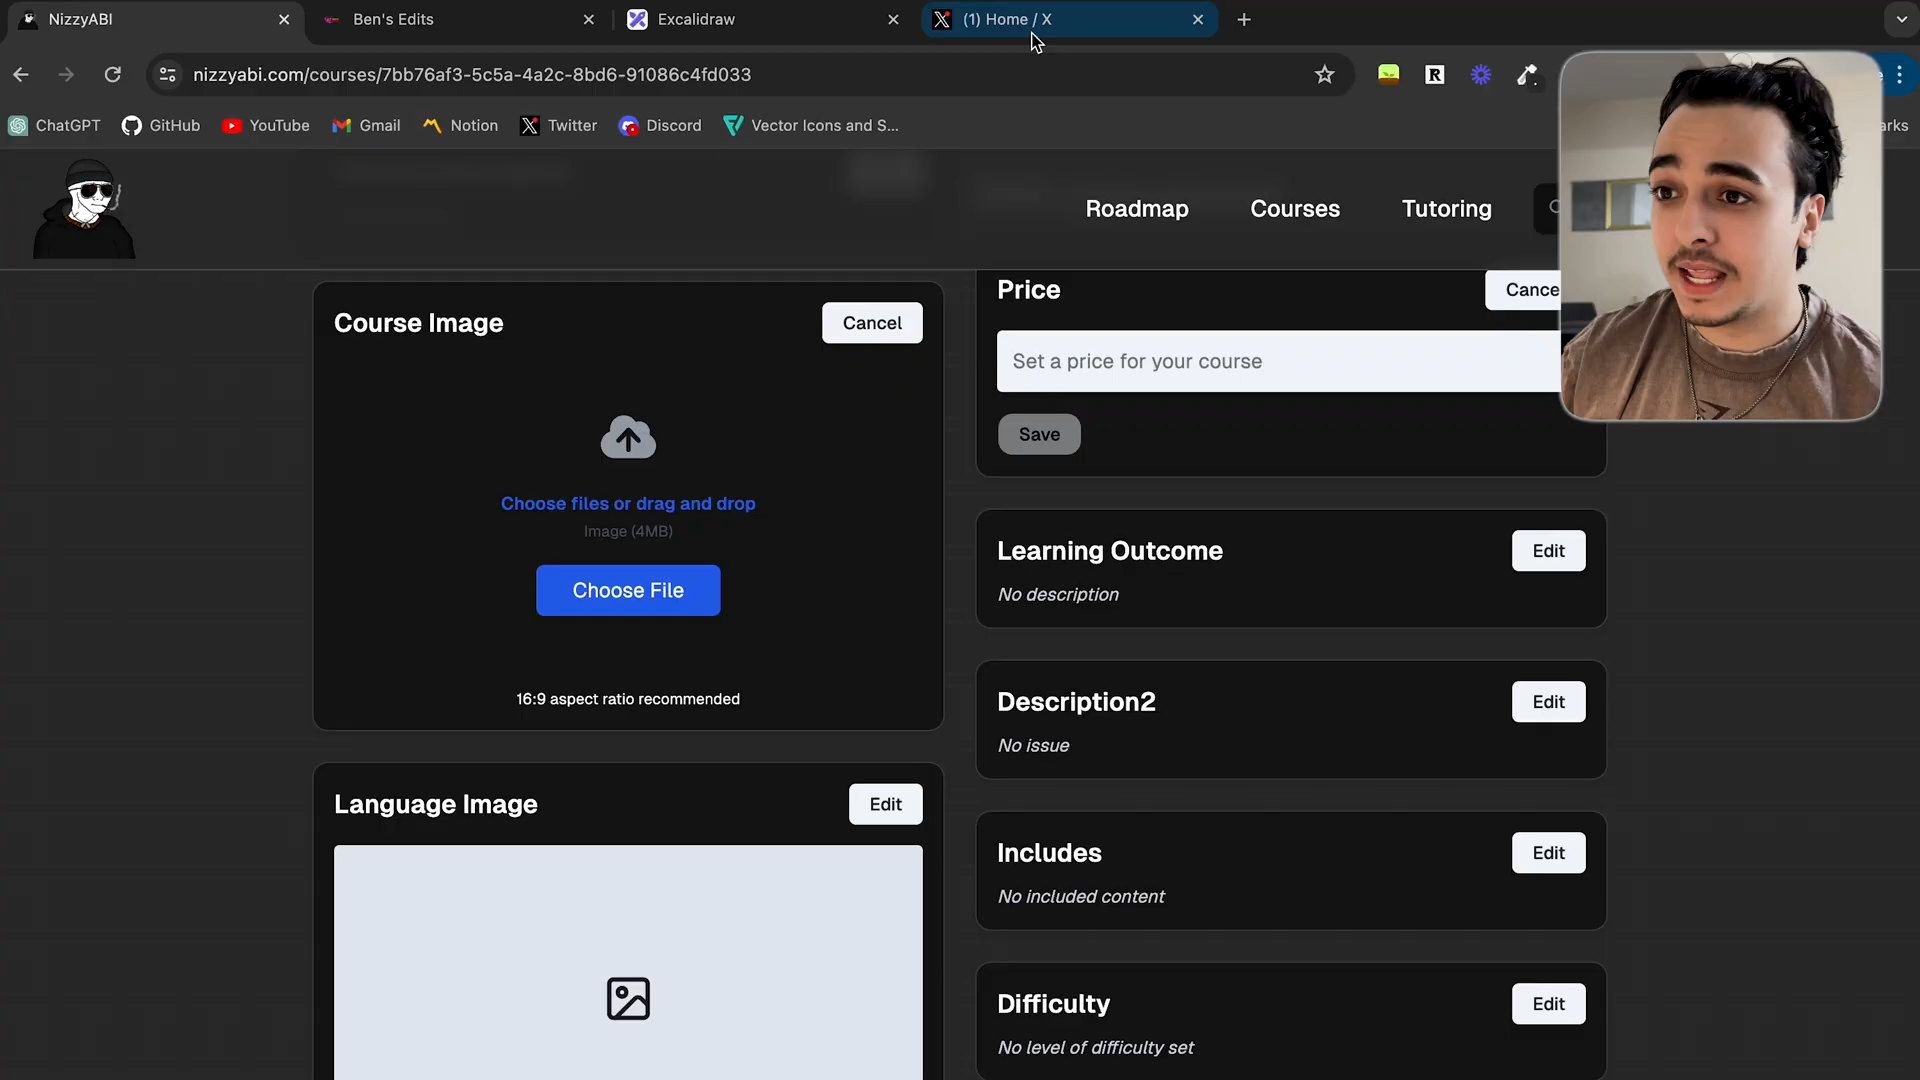 NizzyABI
Ben's Edits
Excalidraw
(1) Home / X
nizzyabi.com/courses/7bb76af3-5c5a-4a2c-8bd6-91086c4fd033
ChatGPT
GitHub
YouTube
Gmail
Notion
Twitter
Discord
Vector Icons and S...
arks
Roadmap
Courses
Tutoring
Course Image
Cancel
Choose files or drag and drop
Image (4MB)
Choose File
16:9 aspect ratio recommended
Language Image
Edit
Price
Cance
Set a price for your course
Save
Learning Outcome
Edit
No description
Description2
Edit
No issue
Includes
Edit
No included content
Difficulty
Edit
No level of difficulty set